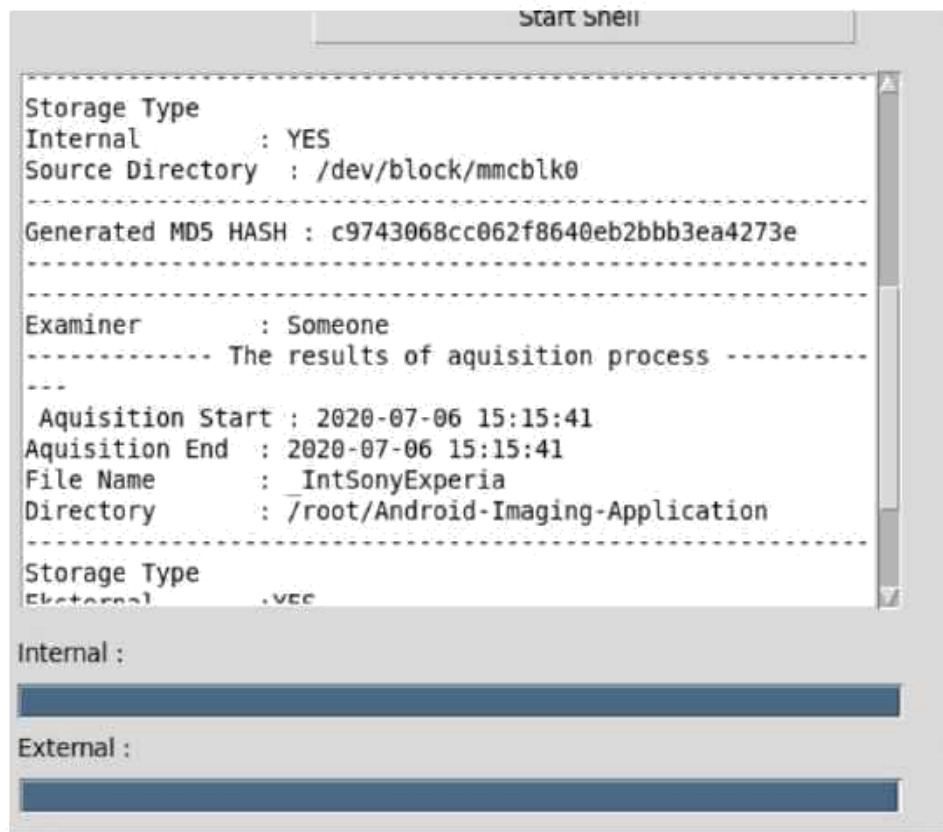 Start Shell
--------------------------------------------------------
Storage Type
Internal : YES
Source Directory : /dev/block/mmcblk0
--------------------------------------------------------
Generated MD5 HASH : c9743068cc062f8640eb2bbb3ea4273e
--------------------------------------------------------
--------------------------------------------------------
Examiner : Someone
------------- The results of aquisition process ----------
---
Aquisition Start : 2020-07-06 15:15:41
Aquisition End : 2020-07-06 15:15:41
File Name : _IntSonyExperia
Directory : /root/Android-Imaging-Application
--------------------------------------------------------
Storage Type
Eksternal :YES
Internal :
External :